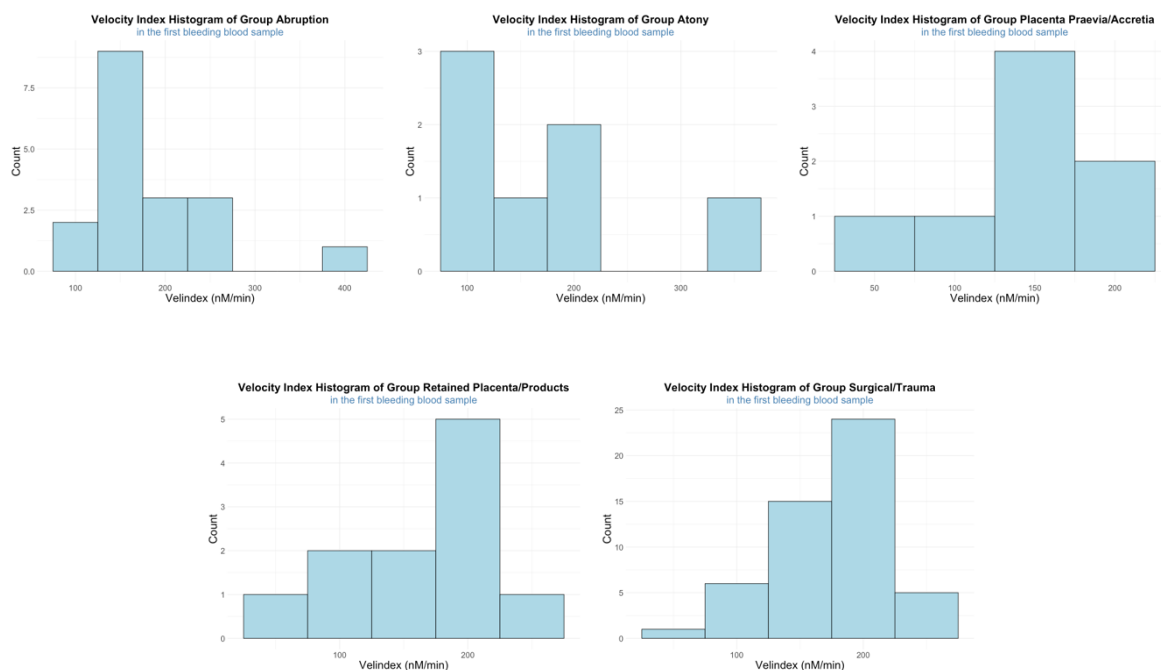 Velocity Index Histogram of Group Abruption
in the first bleeding blood sample
7.5
5.0
2.5
0.0
Count
100 200 300 400
Velindex (nM/min)
Velocity Index Histogram of Group Atony
in the first bleeding blood sample
3
2
1
0
Count
100 200 300
Velindex (nM/min)
Velocity Index Histogram of Group Placenta Praevia/Accretia
in the first bleeding blood sample
4
3
2
1
0
Count
50 100 150 200
Velindex (nM/min)
Velocity Index Histogram of Group Retained Placenta/Products
in the first bleeding blood sample
5
4
3
2
1
0
Count
100 200
Velindex (nM/min)
Velocity Index Histogram of Group Surgical/Trauma
in the first bleeding blood sample
25
20
15
10
5
0
Count
100 200
Velindex (nM/min)